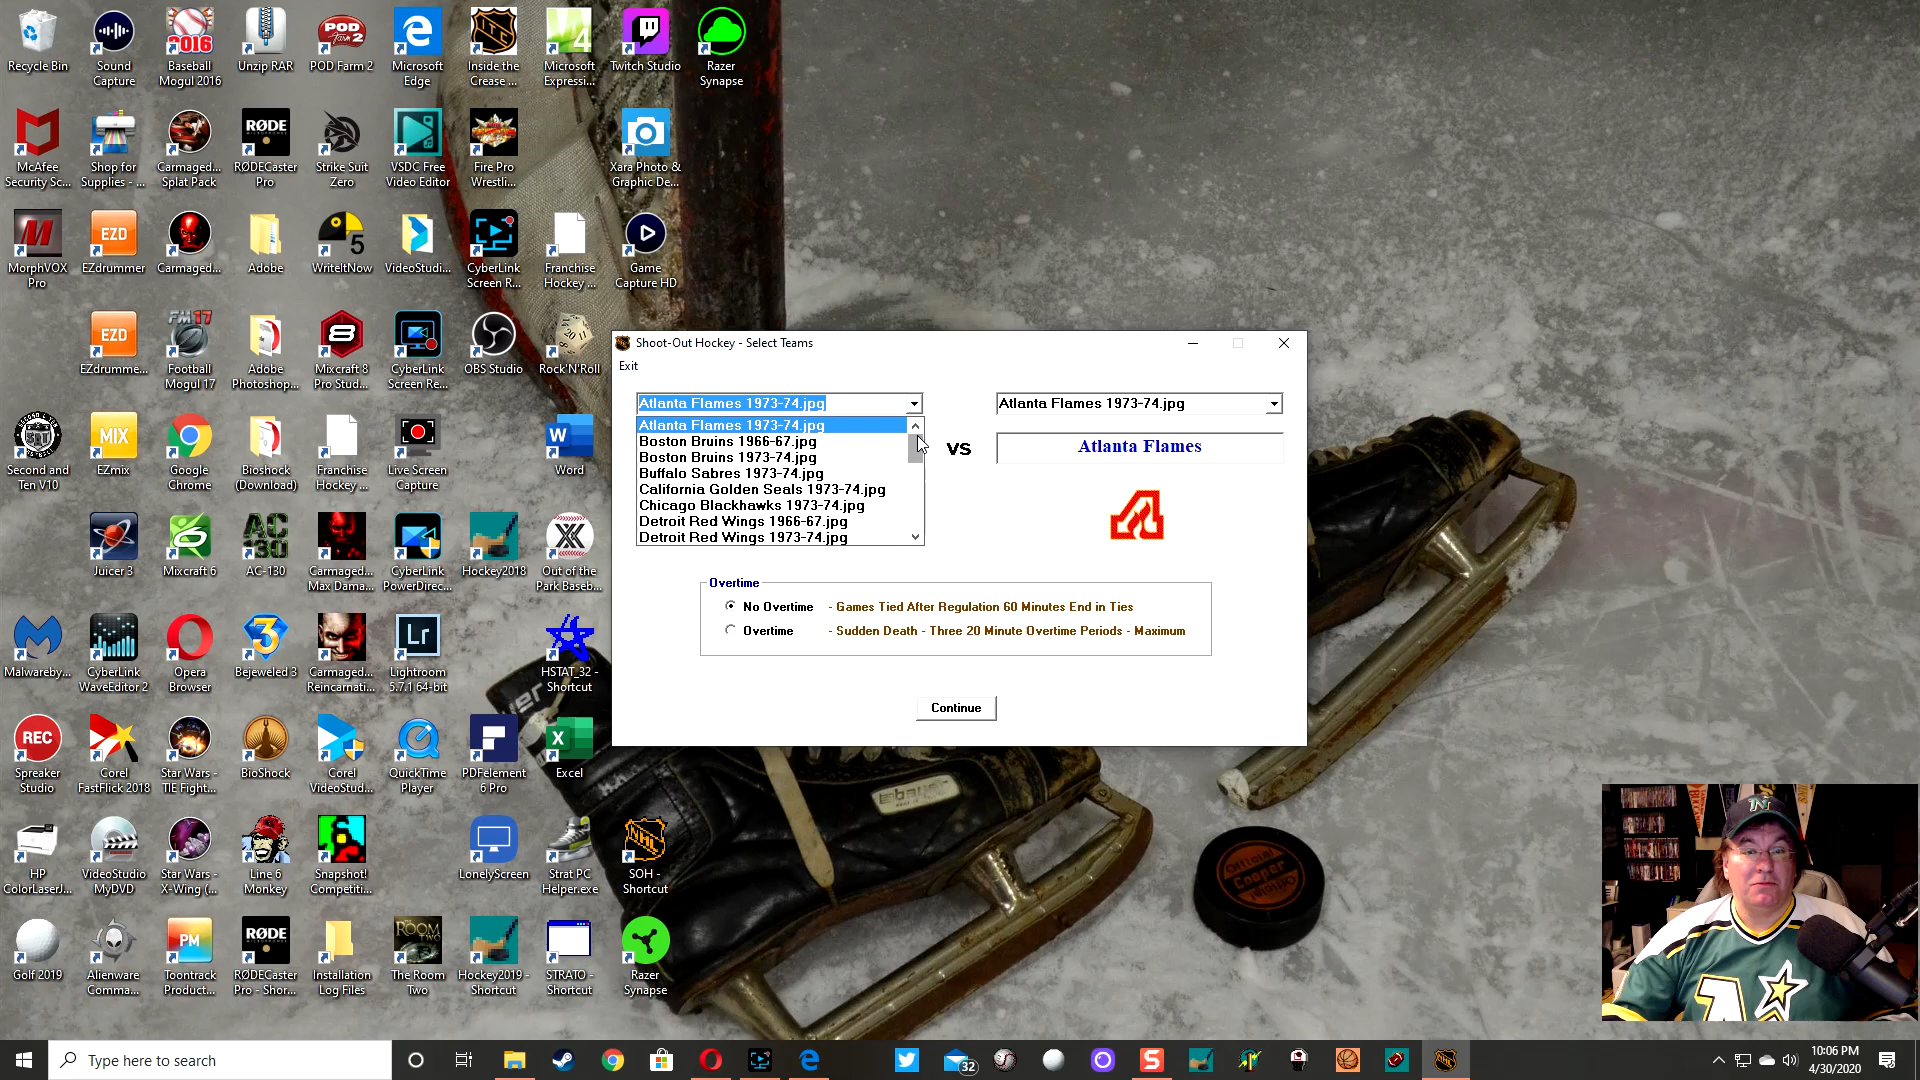 Recycle Bin
Sound
Capture
Baseball
Mogul 2016
Unzip RAR
POD Farm 2
Microsoft
Edge
Inside the
Crease ...
Microsoft
Expressi...
Twitch Studio
Razer
Synapse
McAfee
Security Sc...
Shop for
Supplies - ...
Carmaged...
Splat Pack
RØDECaster
Pro
Strike Suit
Zero
VSDC Free
Video Editor
Fire Pro
Wrestli...
Xara Photo &
Graphic De...
MorphVOX
Pro
EZdrummer
Carmaged...
Adobe
WriteItNow
VideoStudi...
CyberLink
Screen R...
Franchise
Hockey ...
Game
Capture HD
EZdrumme...
Football
Mogul 17
Adobe
Photoshop...
Mixcraft 8
Pro Stud...
CyberLink
Screen Re...
OBS Studio
Rock'N'Roll
Second and
Ten V10
EZmix
Google
Chrome
Bioshock
(Download)
Franchise
Hockey ...
Live Screen
Capture
Word
Juicer 3
Mixcraft 6
AC-130
Carmaged...
Max Dama...
CyberLink
PowerDirec...
Hockey2018
Out of the
Park Baseb...
Malwareby...
CyberLink
WaveEditor 2
Opera
Browser
Bejeweled 3
Carmaged...
Reincarnati...
Lightroom
5.7.1 64-bit
HSTAT_32 -
Shortcut
Spreaker
Studio
Corel
FastFlick 2018
Star Wars -
TIE Fight...
BioShock
Corel
VideoStud...
QuickTime
Player
PDFelement
6 Pro
Excel
HP
ColorLaserJ...
VideoStudio
MyDVD
Star Wars -
X-Wing (...
Line 6
Monkey
Snapshot!
Competiti...
LonelyScreen
Strat PC
Helper.exe
SOH -
Shortcut
Golf 2019
Alienware
Comma...
Toontrack
Product...
RØDECaster
Pro - Shor...
Installation
Log Files
The Room
Two
Hockey2019 -
Shortcut
STRATO -
Shortcut
Razer
Synapse
Shoot-Out Hockey - Select Teams
Exit
Atlanta Flames 1973-74.jpg
Atlanta Flames 1973-74.jpg
Boston Bruins 1966-67.jpg
Boston Bruins 1973-74.jpg
Buffalo Sabres 1973-74.jpg
California Golden Seals 1973-74.jpg
Chicago Blackhawks 1973-74.jpg
Detroit Red Wings 1966-67.jpg
Detroit Red Wings 1973-74.jpg
VS
Atlanta Flames 1973-74.jpg
Atlanta Flames
Overtime
No Overtime - Games Tied After Regulation 60 Minutes End in Ties
Overtime - Sudden Death - Three 20 Minute Overtime Periods - Maximum
Continue
Official
Cooper
Type here to search
32
10:06 PM
4/30/2020